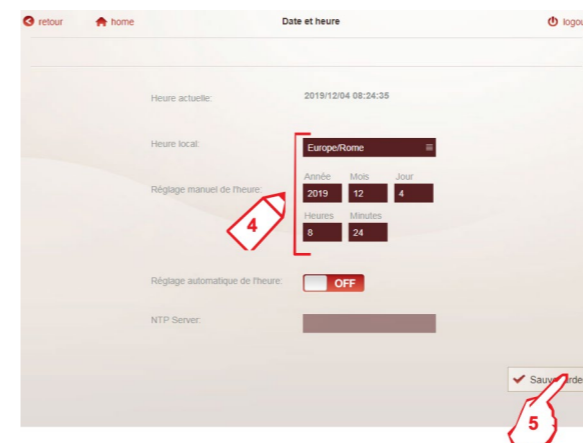 retour home Date et heure
Heure actuelle: 2019/12/04 08:24:35
Heure local: Europe/Rome
Année Mois Jour
Réglage manuel de l'heure: 2019 12 4
4
Heures Minutes
8 24
Réglage automatique de l'heure: OFF
NTP Server:
5